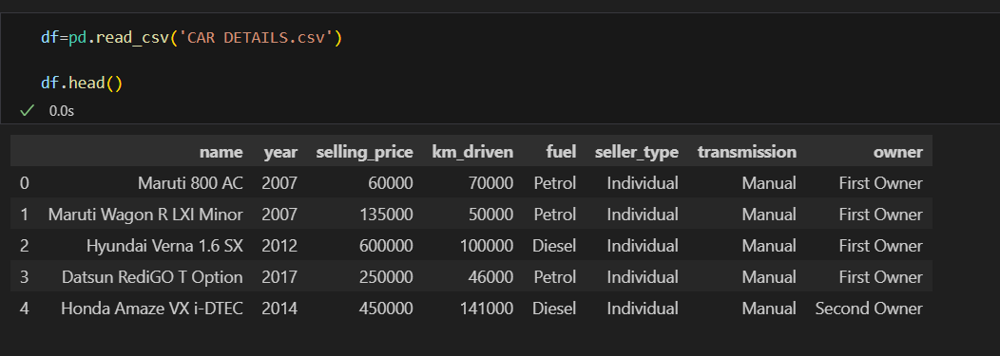 df=pd.read_csv('CAR DETAILS.csv')
df.head()
0.0s
name year selling_price km_driven fuel seller_type transmission owner
0 Maruti 800 AC 2007 60000 70000 Petrol Individual Manual First Owner
1 Maruti Wagon R LXI Minor 2007 135000 50000 Petrol Individual Manual First Owner
2 Hyundai Verna 1.6 SX 2012 600000 100000 Diesel Individual Manual First Owner
3 Datsun RediGO T Option 2017 250000 46000 Petrol Individual Manual First Owner
4 Honda Amaze VX i-DTEC 2014 450000 141000 Diesel Individual Manual Second Owner